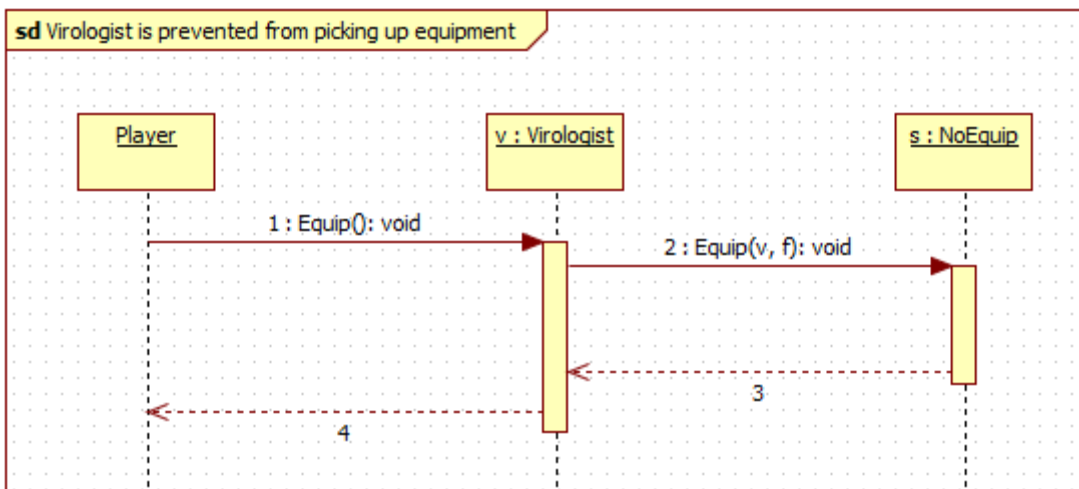 sd Virologist is prevented from picking up equipment
Player
v : Virologist
s : NoEquip
1 : Equip(): void
2 : Equip(v, f): void
3
4